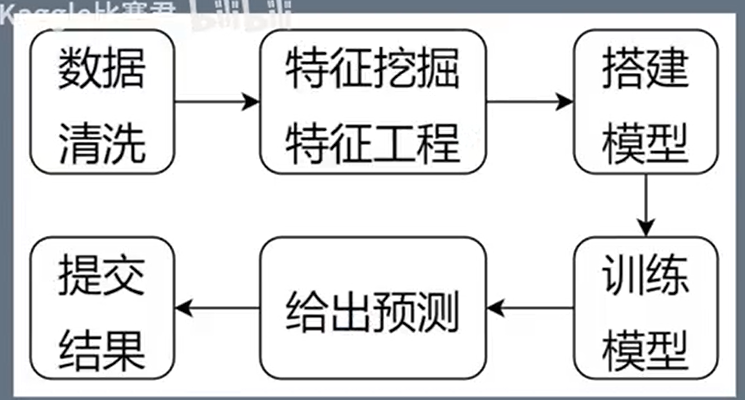 Kaggle比赛君 bilibili
数据
清洗
特征挖掘
特征工程
搭建
模型
训练
模型
给出预测
提交
结果